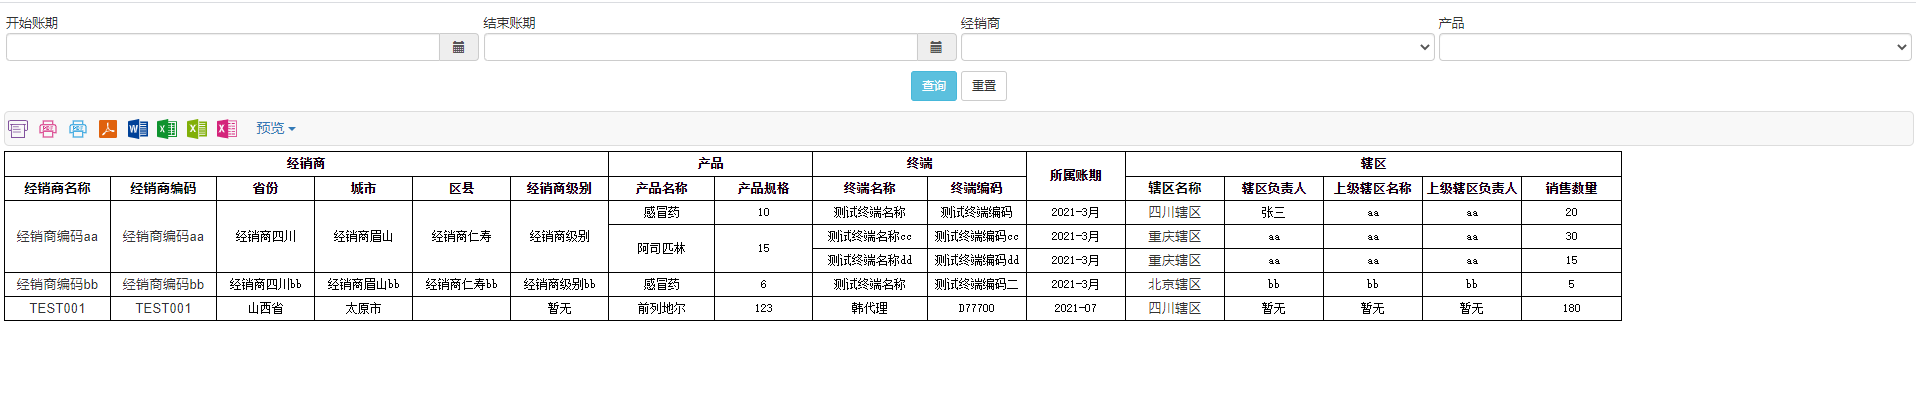 开始账期 结束账期 经销商 产品
查询 重置
预览
经销商 产品 终端 所属账期 辖区
经销商名称 经销商编码 省份 城市 区县 经销商级别 产品名称 产品规格 终端名称 终端编码 辖区名称 辖区负责人 上级辖区名称 上级辖区负责人 销售数量
经销商编码aa 经销商编码aa 经销商四川 经销商眉山 经销商仁寿 经销商级别 感冒药 10 测试终端名称 测试终端编码 2021-3月 四川辖区 张三 aa aa 20
阿司匹林 15 测试终端名称cc 测试终端编码cc 2021-3月 重庆辖区 aa aa aa 30
测试终端名称dd 测试终端编码dd 2021-3月 重庆辖区 aa aa aa 15
经销商编码bb 经销商编码bb 经销商四川bb 经销商眉山bb 经销商仁寿bb 经销商级别bb 感冒药 6 测试终端名称 测试终端编码二 2021-3月 北京辖区 bb bb bb 5
TEST001 TEST001 山西省 太原市 暂无 前列地尔 123 韩代理 D77700 2021-07 四川辖区 暂无 暂无 暂无 180